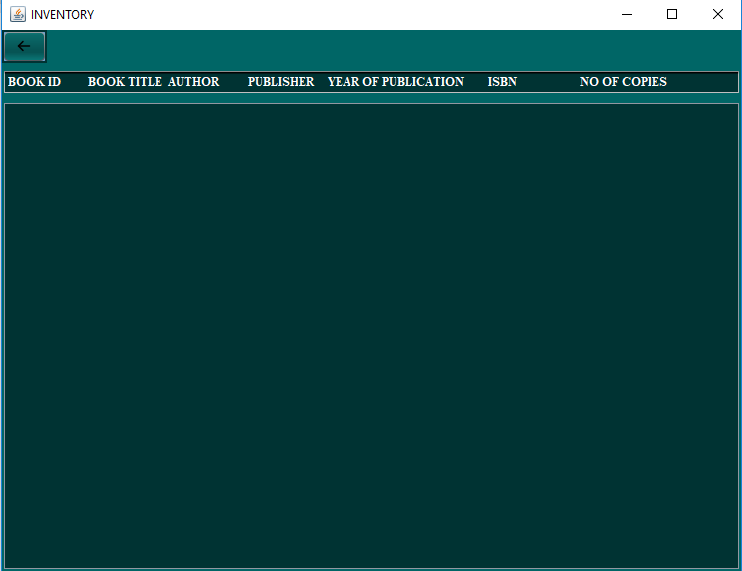 INVENTORY
BOOK ID BOOK TITLE AUTHOR PUBLISHER YEAR OF PUBLICATION ISBN NO OF COPIES